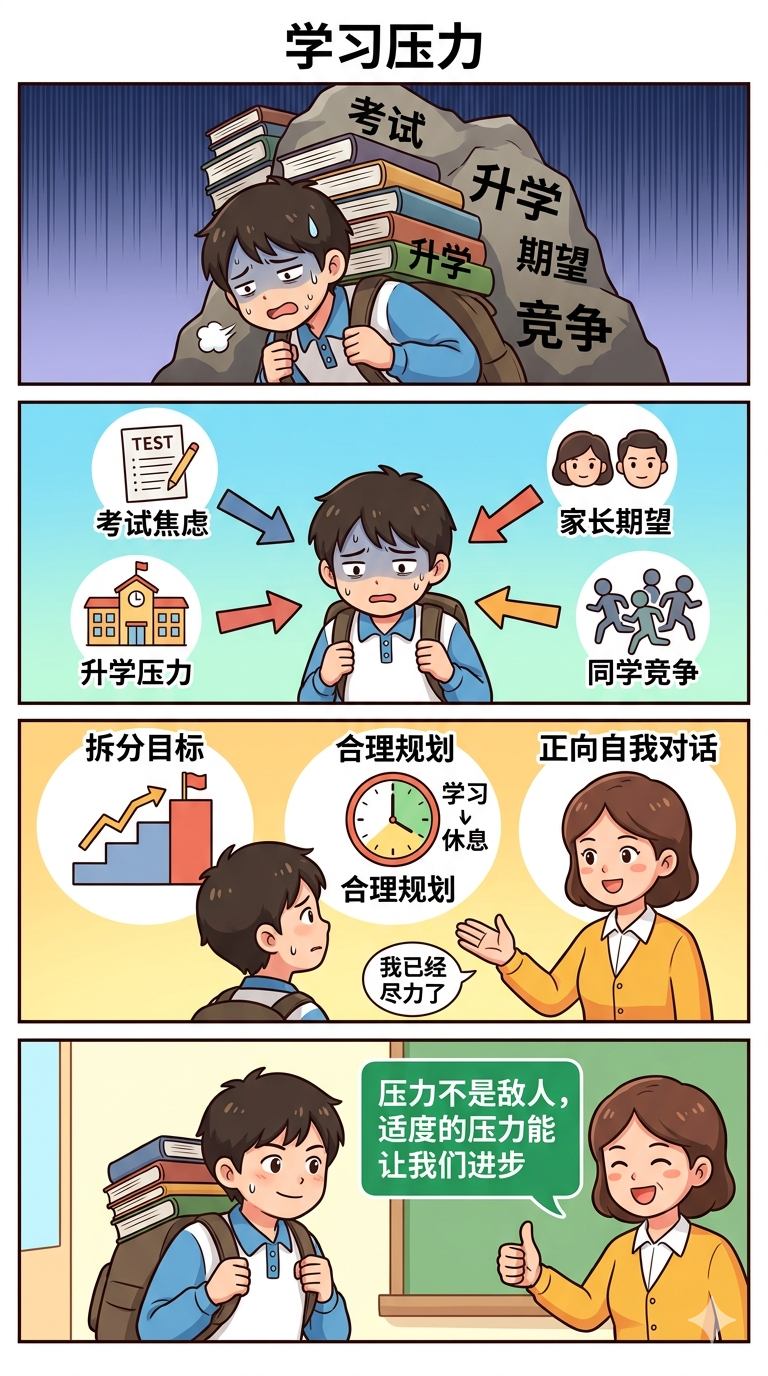 学习压力
考试
升学
期望
竞争
升学
TEST
考试焦虑
家长期望
升学压力
同学竞争
拆分目标
合理规划
正向自我对话
学习
休息
合理规划
我已经
尽力了
压力不是敌人，
适度的压力能
让我们进步